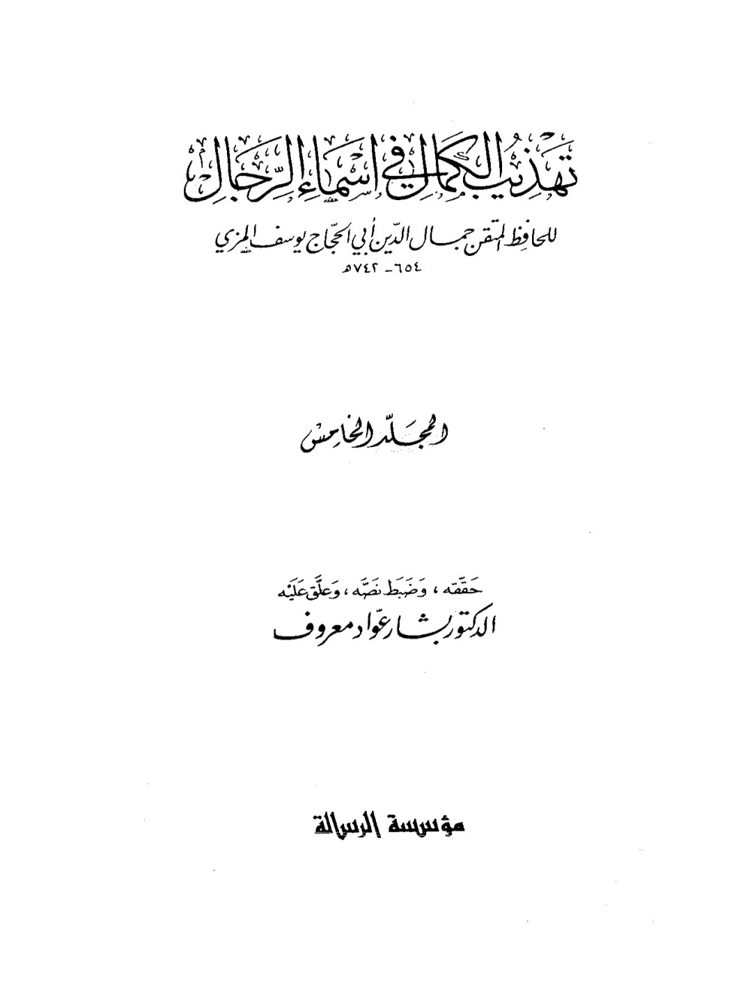 تهذيب الكمال في أسماء الرجال
للحافظ المتقن جمال الدين أبي الحجاج يوسف المزي
٦٥٤ - ٧٤٢هـ
المجلد الخامس
حققه ، وضبط نصه ، وعلق عليه
الدكتور بشار عواد معروف
مؤسسة الرسالة